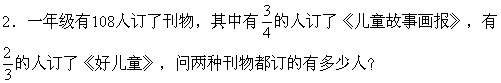 2．一年级有108人订了刊物，其中有3/4的人订了《儿童故事画报》，有
2/3的人订了《好儿童》，问两种刊物都订的有多少人？